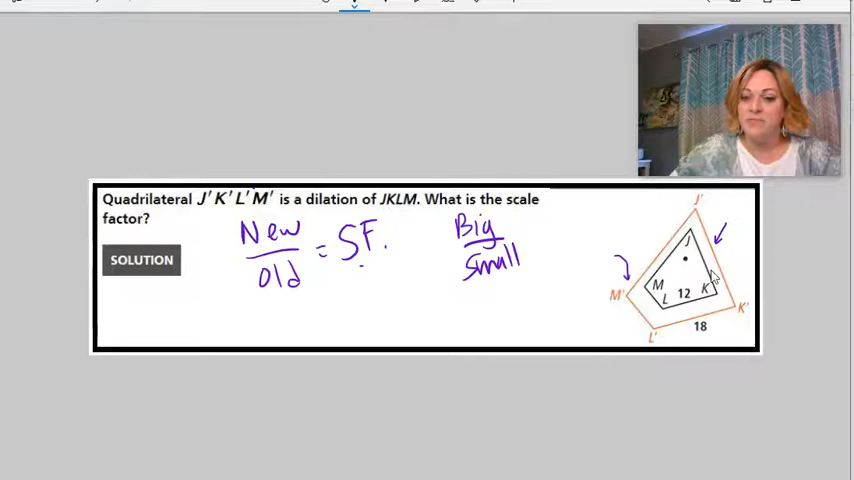 Quadrilateral J'K'L'M' is a dilation of JKLM. What is the scale
factor?
SOLUTION
New
old
= SF.
Big
small
J'
J
M
K
L
12
M'
K'
18
L'